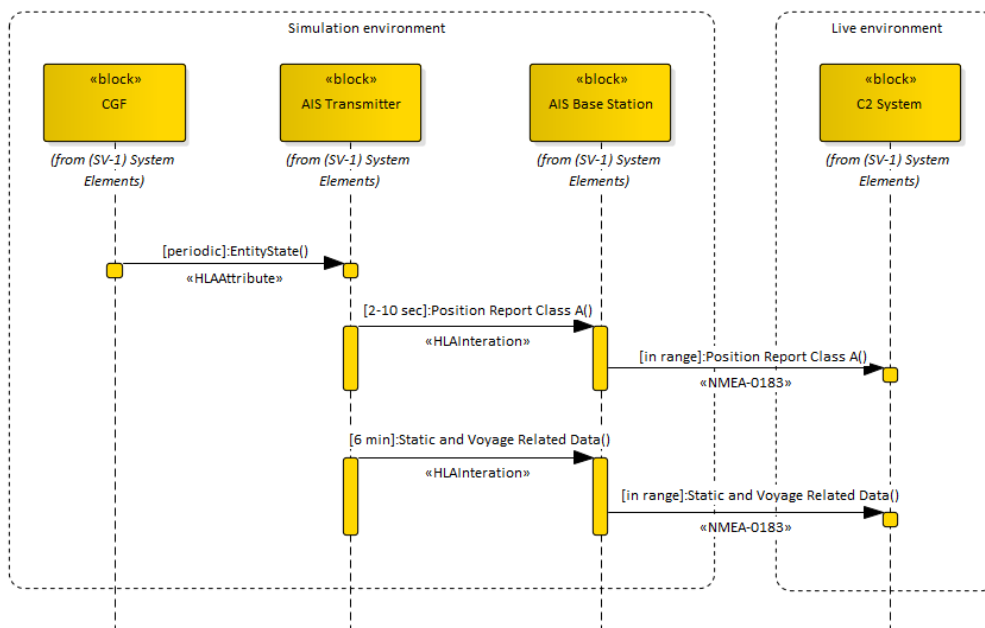 Simulation environment
Live environment
«block»
CGF
«block»
AIS Transmitter
«block»
AIS Base Station
«block»
C2 System
(from (SV-1) System
Elements)
(from (SV-1) System
Elements)
(from (SV-1) System
Elements)
(from (SV-1) System
Elements)
[periodic]:EntityState()
«HLAAttribute»
[2-10 sec]:Position Report Class A()
«HLAInteration»
[in range]:Position Report Class A()
«NMEA-0183»
[6 min]:Static and Voyage Related Data()
«HLAInteration»
[in range]:Static and Voyage Related Data()
«NMEA-0183»